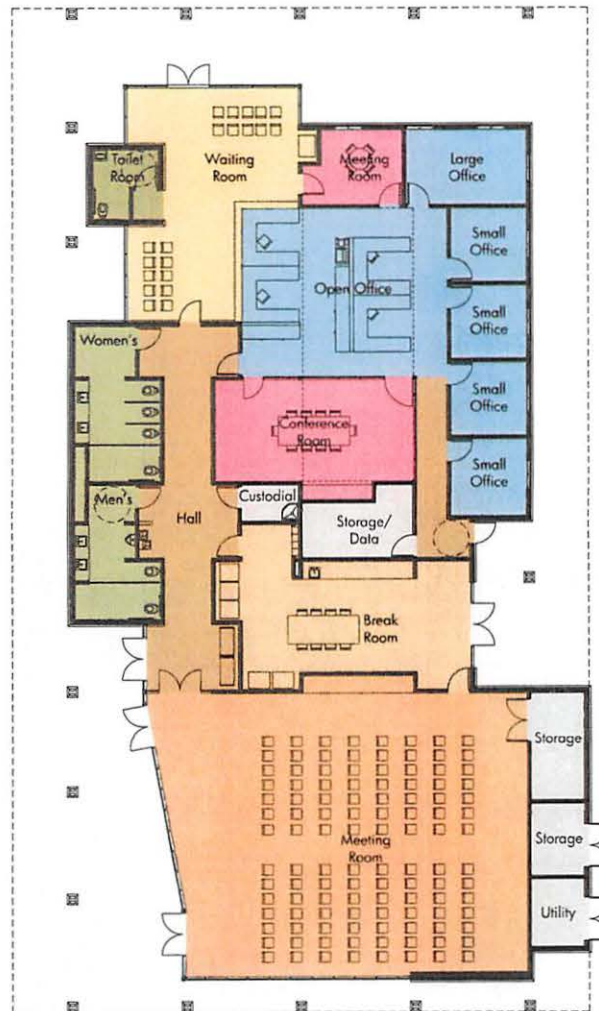 Toilet
Room
Waiting
Room
Meeting
Room
Large
Office
Small
Office
Open Office
Small
Office
Women's
Small
Office
Conference
Room
Small
Office
Men's
Custodial
Hall
Storage/
Data
Break
Room
Storage
Meeting
Room
Storage
Utility